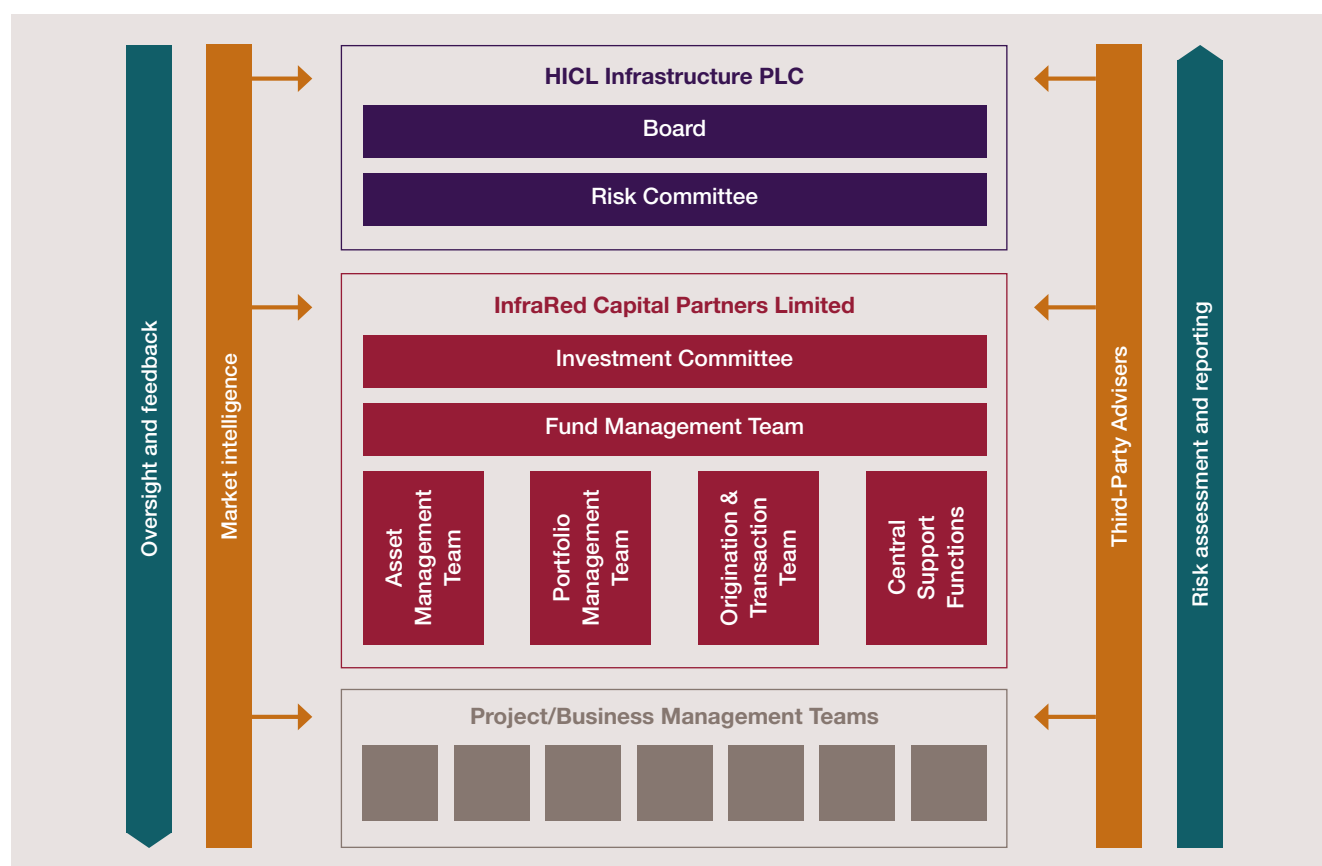 HICL Infrastructure PLC
Board
Risk Committee
InfraRed Capital Partners Limited
Investment Committee
Fund Management Team
Asset
Management
Team
Portfolio
Management
Team
Origination &
Transaction
Team
Central
Support
Functions
Project/Business Management Teams
Oversight and feedback
Market intelligence
Third-Party Advisers
Risk assessment and reporting